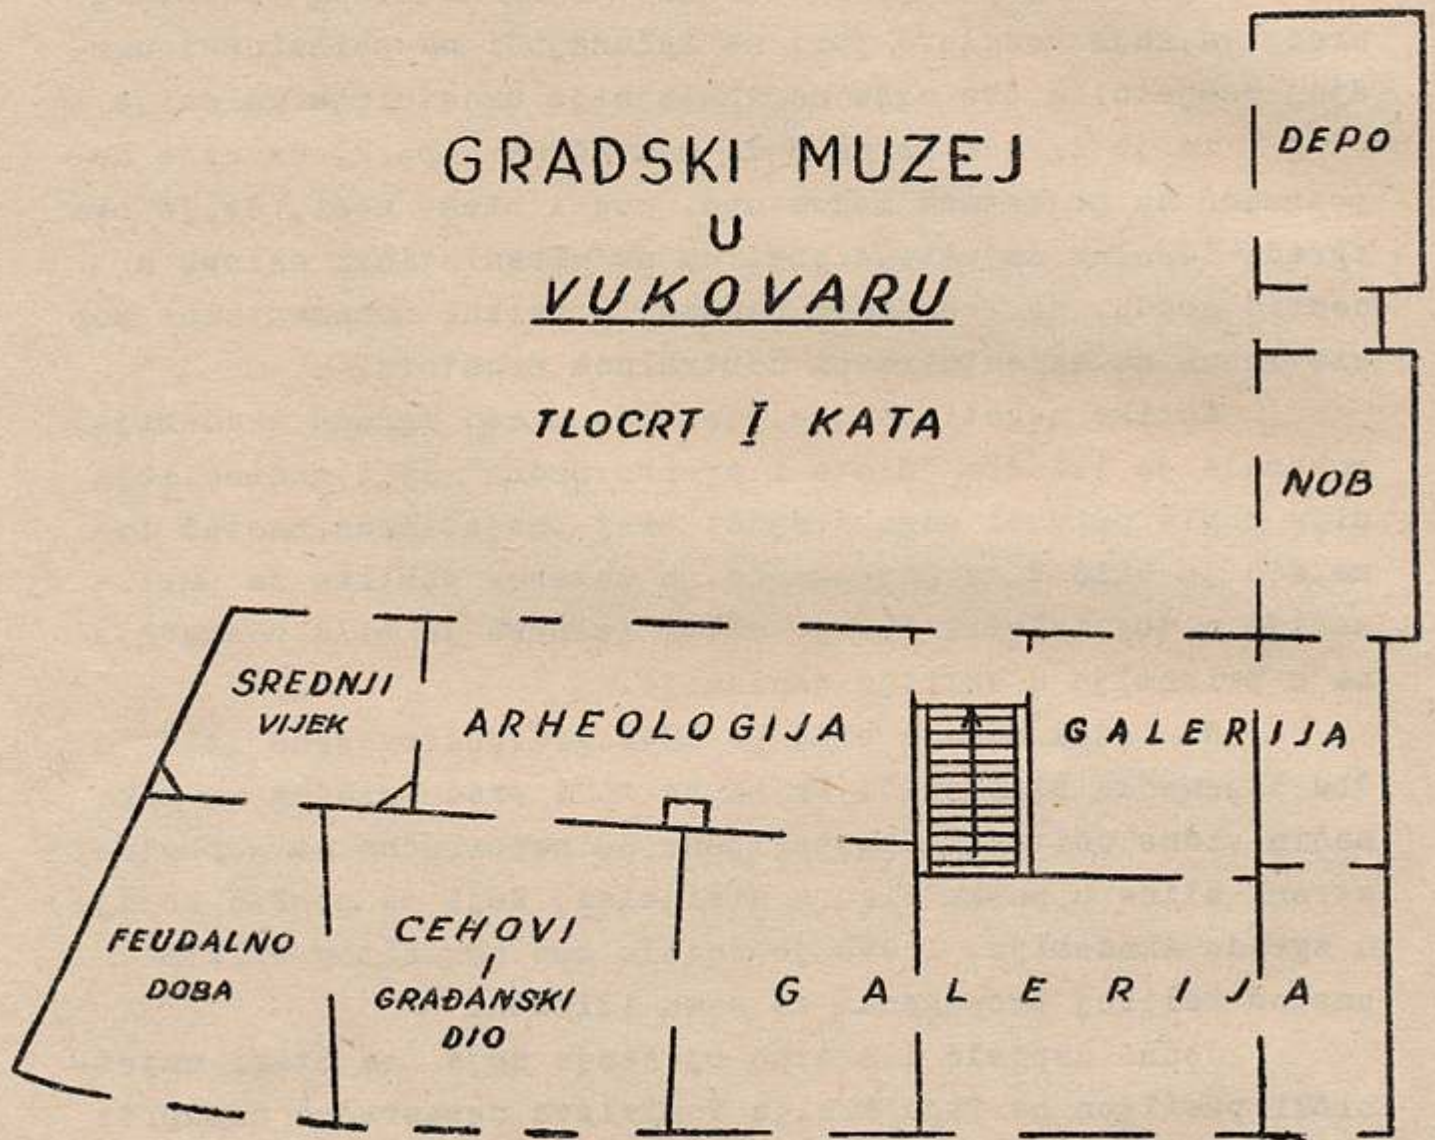 GRADSKI MUZEJ
U
VUKOVARU
TLOCRT I KATA
DEPO
NOB
SREDNJI
VIJEK
ARHEOLOGIJA
GALERIJA
FEUDALNO
DOBA
CEHOVI
I
GRAĐANSKI
DIO
GALERIJA